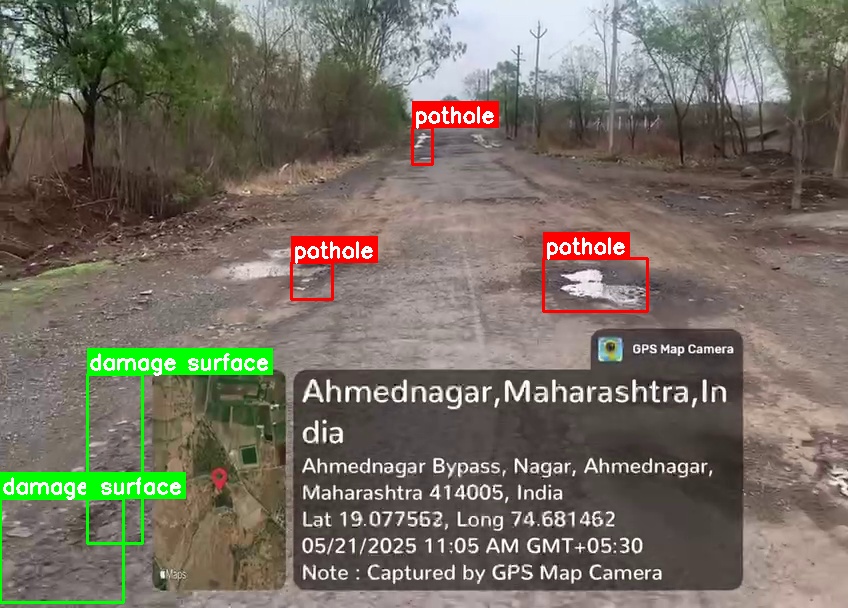 pothole
pothole
pothole
damage surface
damage surface
GPS Map Camera
Ahmednagar,Maharashtra,In
dia
Ahmednagar Bypass, Nagar, Ahmednagar,
Maharashtra 414005, India
Lat 19.077562, Long 74.681462
05/21/2025 11:05 AM GMT+05:30
Note : Captured by GPS Map Camera
Maps